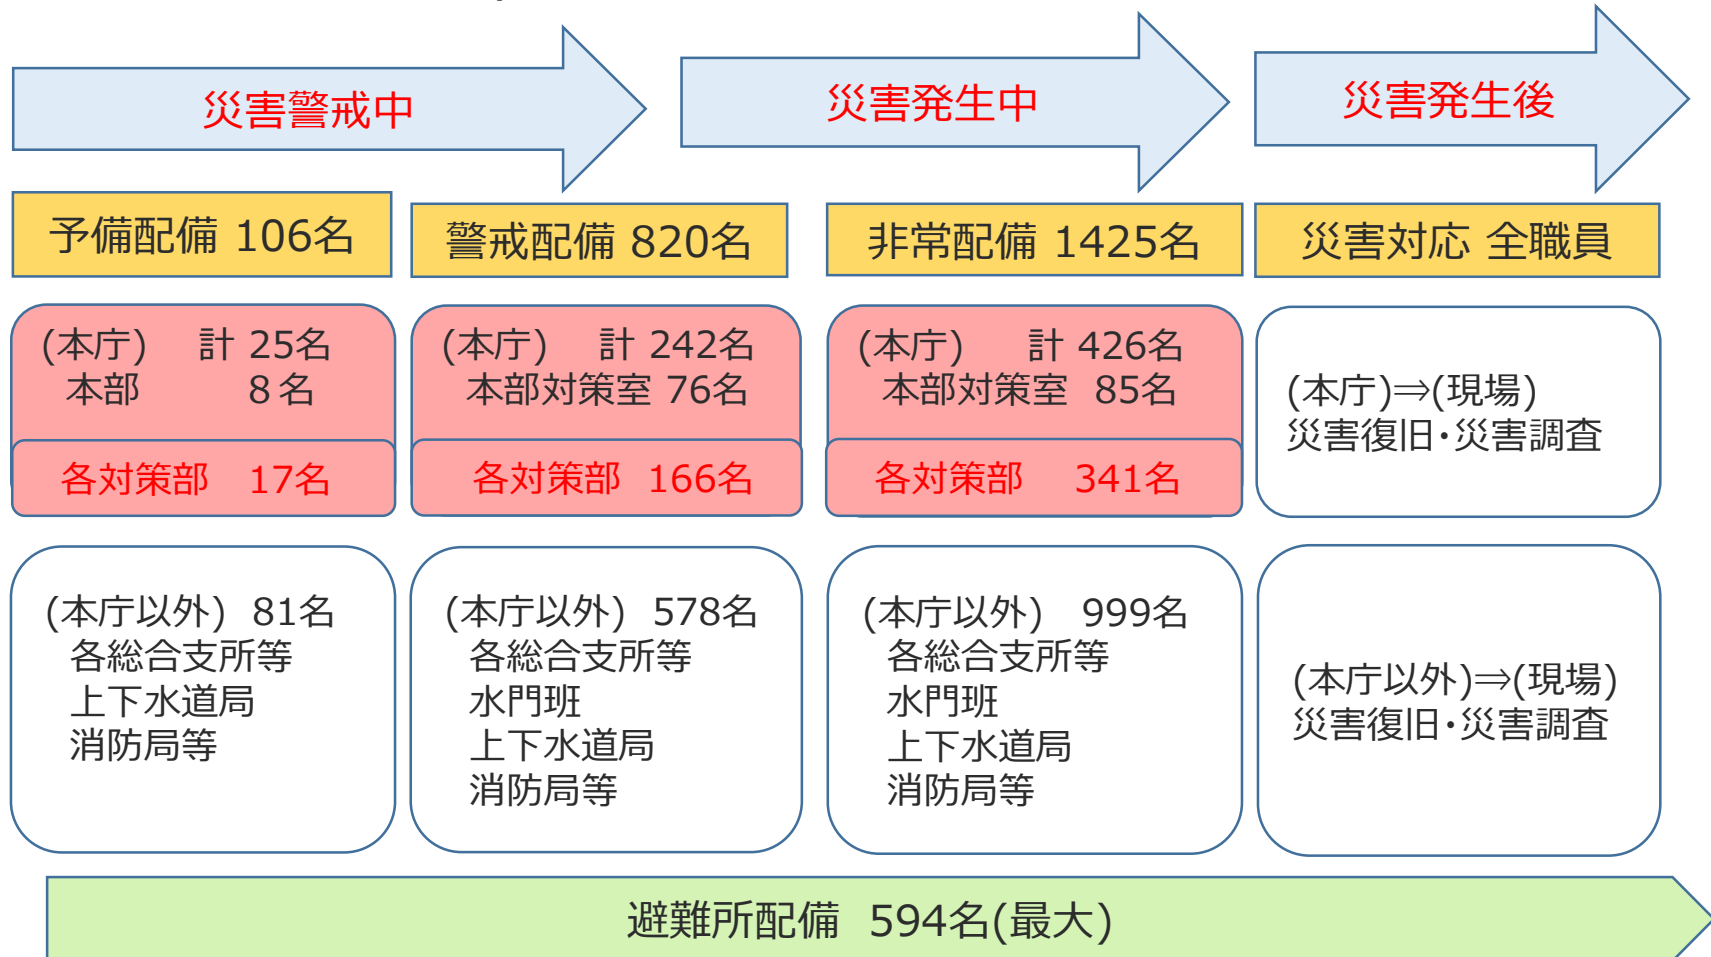 災害警戒中
災害発生中
災害発生後
予備配備 106名
警戒配備 820名
非常配備 1425名
災害対応 全職員
(本庁) 計 25名
本部 8名
各対策部 17名
(本庁) 計 242名
本部対策室 76名
各対策部 166名
(本庁) 計 426名
本部対策室 85名
各対策部 341名
(本庁)⇒(現場)
災害復旧・災害調査
(本庁以外) 81名
各総合支所等
上下水道局
消防局等
(本庁以外) 578名
各総合支所等
水門班
上下水道局
消防局等
(本庁以外) 999名
各総合支所等
水門班
上下水道局
消防局等
(本庁以外)⇒(現場)
災害復旧・災害調査
避難所配備 594名(最大)